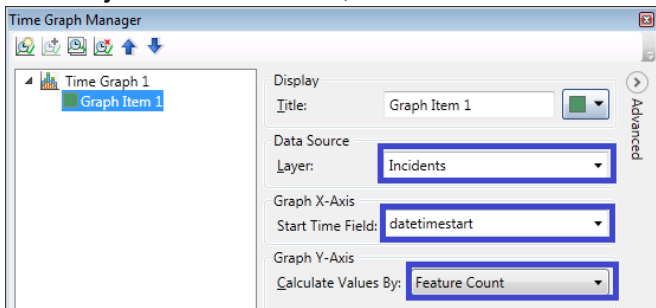 Time Graph Manager
Time Graph 1
Graph Item 1
Display
Title: Graph Item 1
Data Source
Layer: Incidents
Graph X-Axis
Start Time Field: datetimestart
Graph Y-Axis
Calculate Values By: Feature Count
Advanced